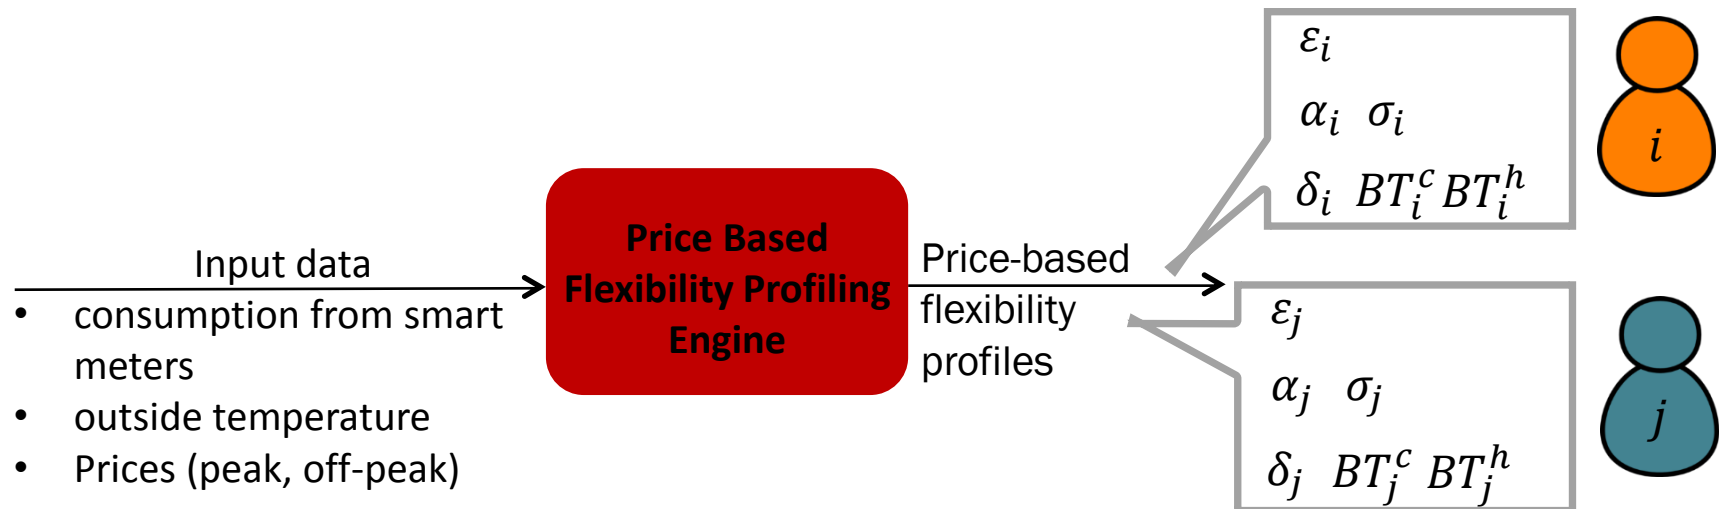 Input data
• consumption from smart
meters
• outside temperature
• Prices (peak, off-peak)
Price Based
Flexibility Profiling
Engine
Price-based
flexibility
profiles
εᵢ
αᵢ σᵢ
δᵢ BTᵢᶜ BTᵢʰ
i
εⱼ
αⱼ σⱼ
δⱼ BTⱼᶜ BTⱼʰ
j